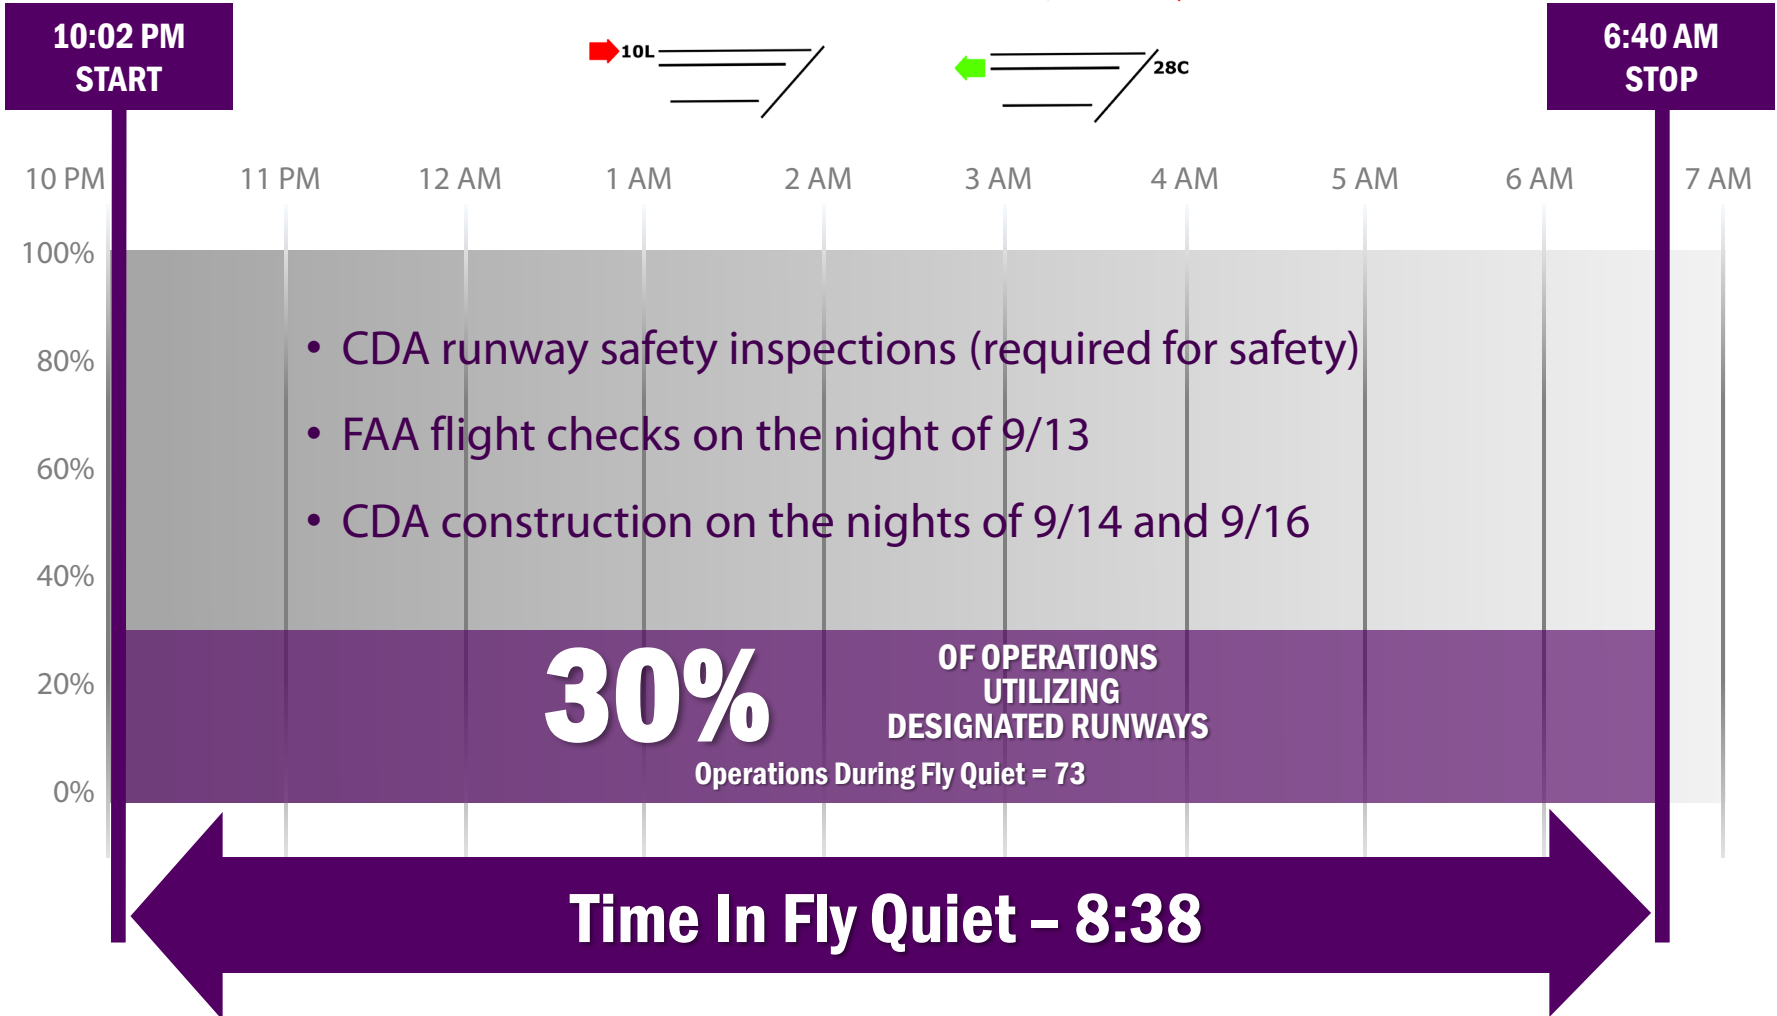 10:02 PM
START
10L
28C
6:40 AM
STOP
10 PM 11 PM 12 AM 1 AM 2 AM 3 AM 4 AM 5 AM 6 AM 7 AM
100%
80%
60%
40%
20%
0%
• CDA runway safety inspections (required for safety)
• FAA flight checks on the night of 9/13
• CDA construction on the nights of 9/14 and 9/16
30%
OF OPERATIONS
UTILIZING
DESIGNATED RUNWAYS
Operations During Fly Quiet = 73
Time In Fly Quiet – 8:38